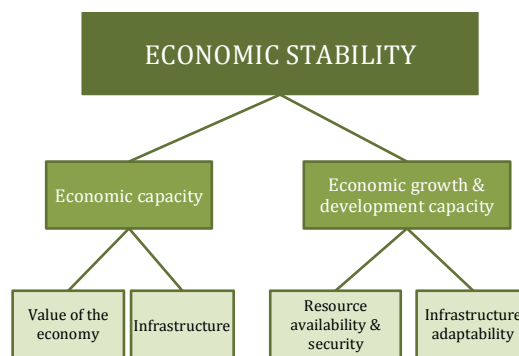 ECONOMIC STABILITY
Economic capacity
Economic growth &
development capacity
Value of the
economy
Infrastructure
Resource
availability &
security
Infrastructure
adaptability